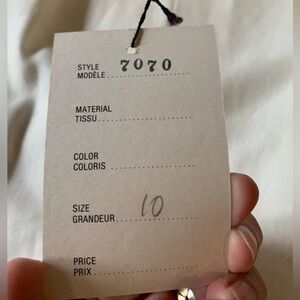 STYLE 7070
MODÈLE....................
MATERIAL
TISSU....................
COLOR
COLORIS....................
SIZE
GRANDEUR.................... 10
PRICE
PRIX....................